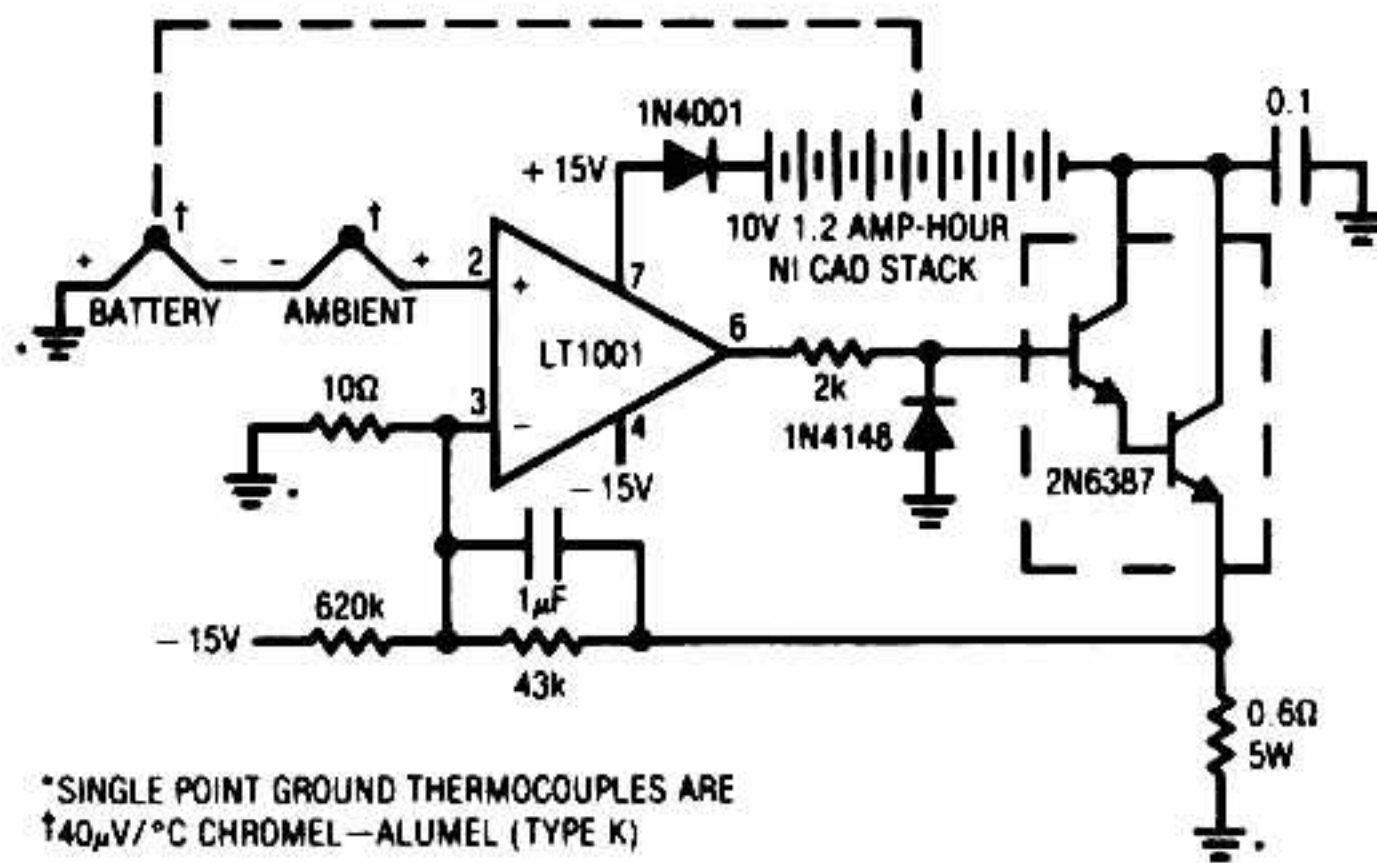 1N4001
0.1
+ 15V
10V 1.2 AMP-HOUR
NI CAD STACK
†
†
+
- -
+
2
+
7
BATTERY
AMBIENT
LT1001
6
2k
10Ω
3
-
4
- 15V
1N4148
2N6387
1μF
620k
- 15V
43k
0.6Ω
5W
*SINGLE POINT GROUND THERMOCOUPLES ARE
†40μV/°C CHROMEL—ALUMEL (TYPE K)